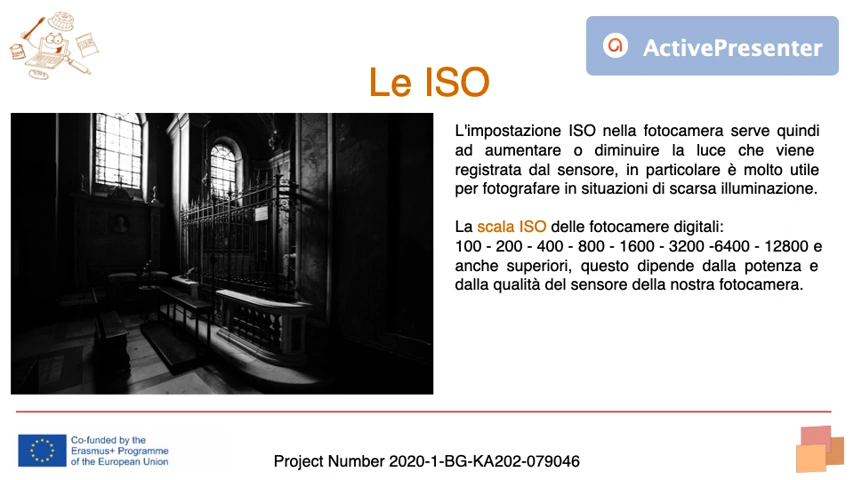 ActivePresenter
Le ISO
L'impostazione ISO nella fotocamera serve quindi
ad aumentare o diminuire la luce che viene
registrata dal sensore, in particolare è molto utile
per fotografare in situazioni di scarsa illuminazione.
La scala ISO delle fotocamere digitali:
100 - 200 - 400 - 800 - 1600 - 3200 -6400 - 12800 e
anche superiori, questo dipende dalla potenza e
dalla qualità del sensore della nostra fotocamera.
Co-funded by the
Erasmus+ Programme
of the European Union
Project Number 2020-1-BG-KA202-079046